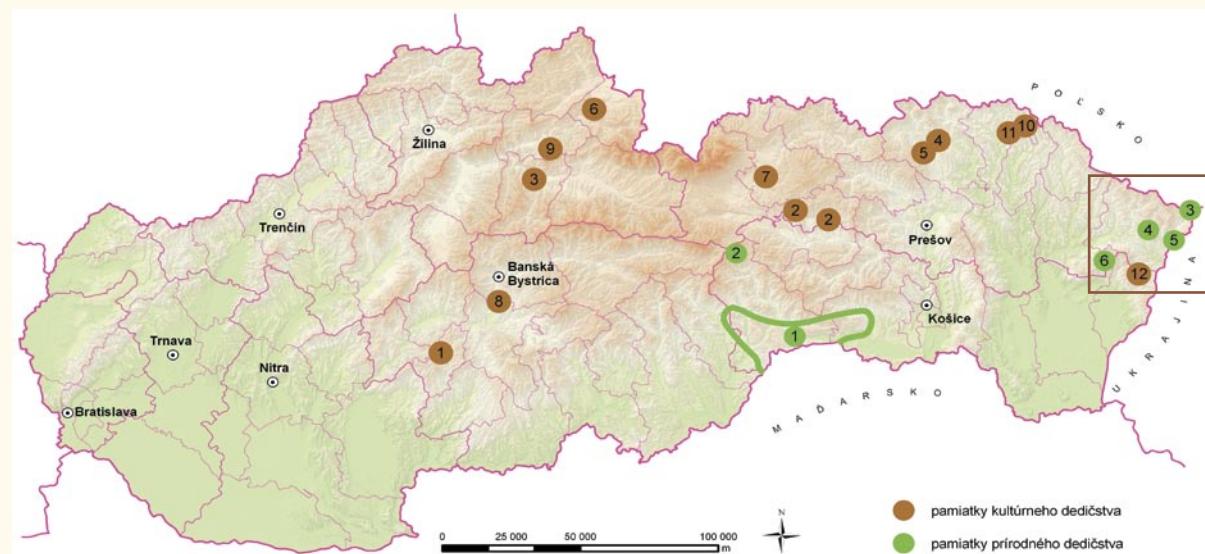 POĽSKO
6
11 10
4
5
Žilina
9
3
7
2
2
3
Trenčín
Prešov
4
5
2
6
12
Banská
Bystrica
8
Košice
1
1
Trnava
Nitra
Bratislava
UKRAJINA
MAĎARSKO
N
0 25 000 50 000 100 000
m
pamiatky kultúrneho dedičstva
pamiatky prírodného dedičstva